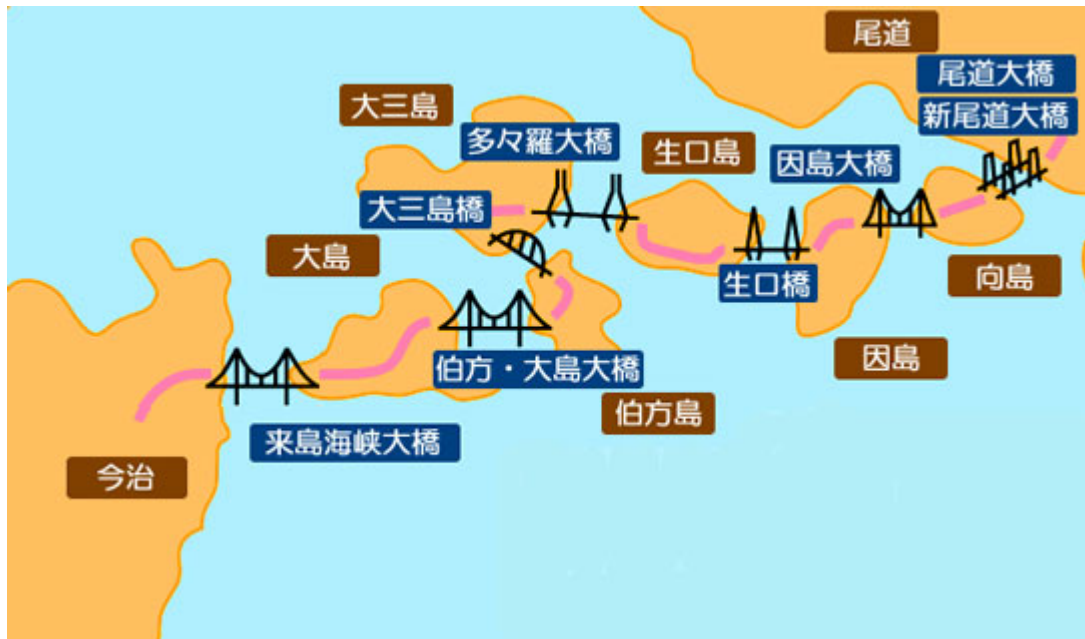 尾道
尾道大橋
新尾道大橋
大三島
多々羅大橋
生口島
因島大橋
大三島橋
大島
向島
生口橋
因島
伯方・大島大橋
伯方島
来島海峡大橋
今治